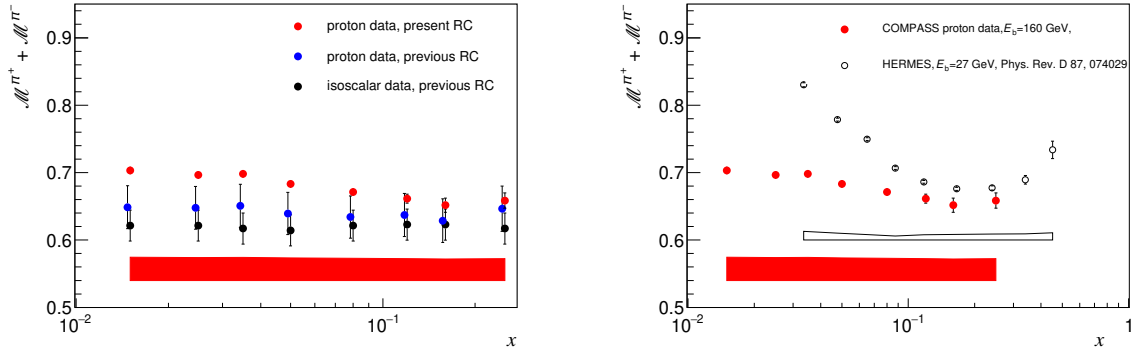 ℳ^π⁺ + ℳ^π⁻
0.9
0.8
0.7
0.6
0.5
proton data, present RC
proton data, previous RC
isoscalar data, previous RC
10⁻²
10⁻¹
x
ℳ^π⁺ + ℳ^π⁻
0.9
0.8
0.7
0.6
0.5
COMPASS proton data,E_b=160 GeV,
HERMES, E_b=27 GeV, Phys. Rev. D 87, 074029
10⁻²
10⁻¹
1
x